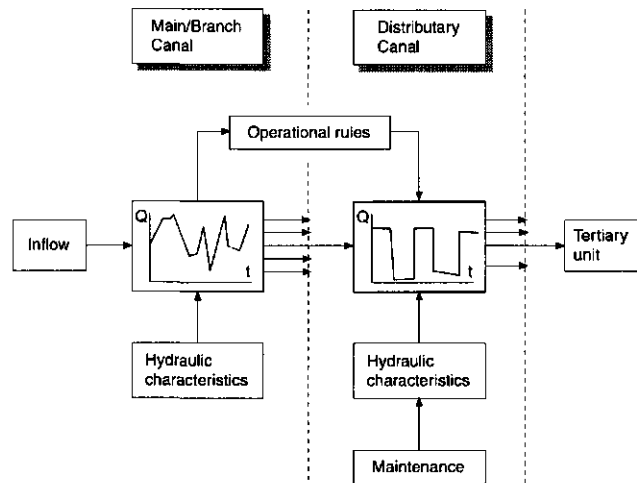 Main/Branch
Canal
Distributary
Canal
Operational rules
Q
t
Q
t
Inflow
Tertiary
unit
Hydraulic
characteristics
Hydraulic
characteristics
Maintenance